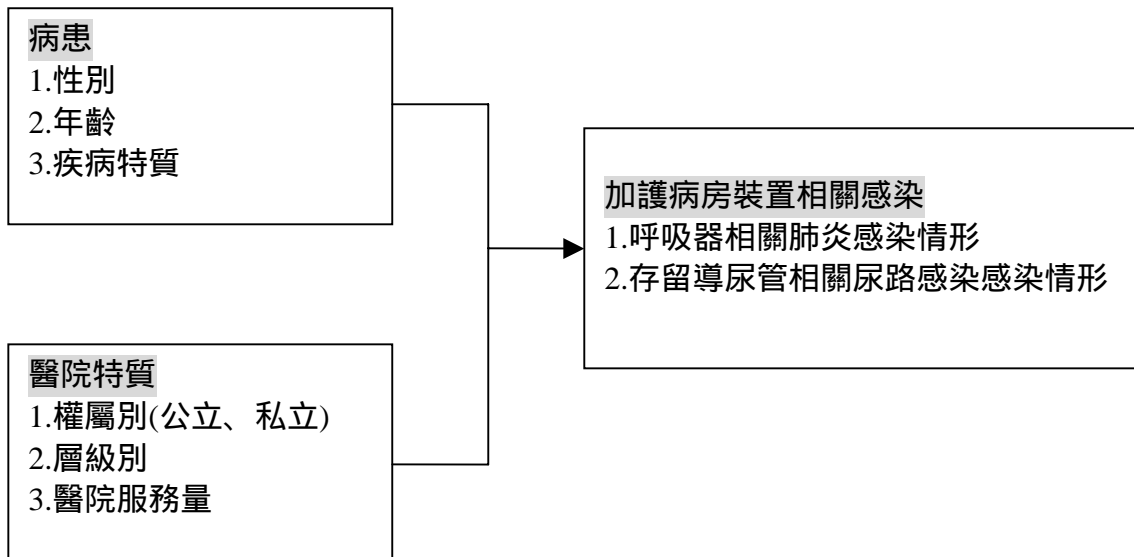 病患
1.性別
2.年齡
3.疾病特質
加護病房裝置相關感染
1.呼吸器相關肺炎感染情形
2.存留導尿管相關尿路感染感染情形
醫院特質
1.權屬別(公立、私立)
2.層級別
3.醫院服務量